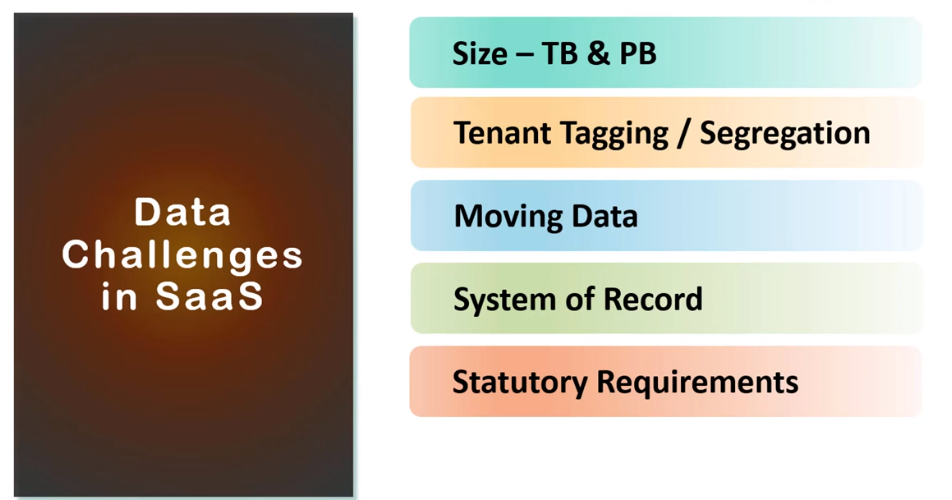 Data
Challenges
in SaaS
Size – TB & PB
Tenant Tagging / Segregation
Moving Data
System of Record
Statutory Requirements